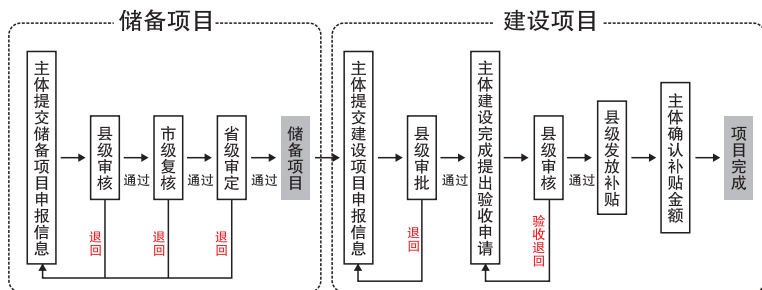 储备项目
建设项目
主体提交储备项目申报信息
县级审核
通过
市级复核
通过
省级审定
通过
储备项目
退回
退回
退回
主体提交建设项目申报信息
县级审批
通过
主体建设完成提出验收申请
县级审核
通过
县级发放补贴
主体确认补贴金额
项目完成
退回
验收退回